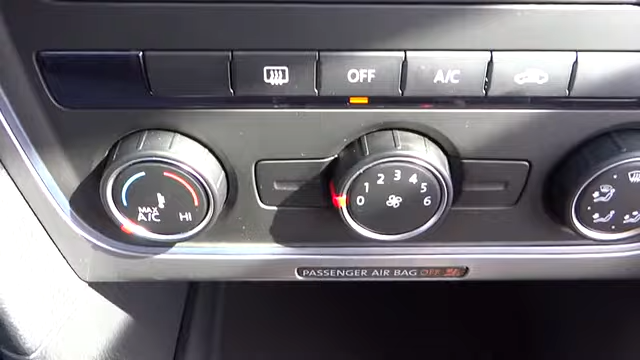 OFF A/C
0 1 2 3 4 5 6
MAX
A/C HI
PASSENGER AIR BAG OFF